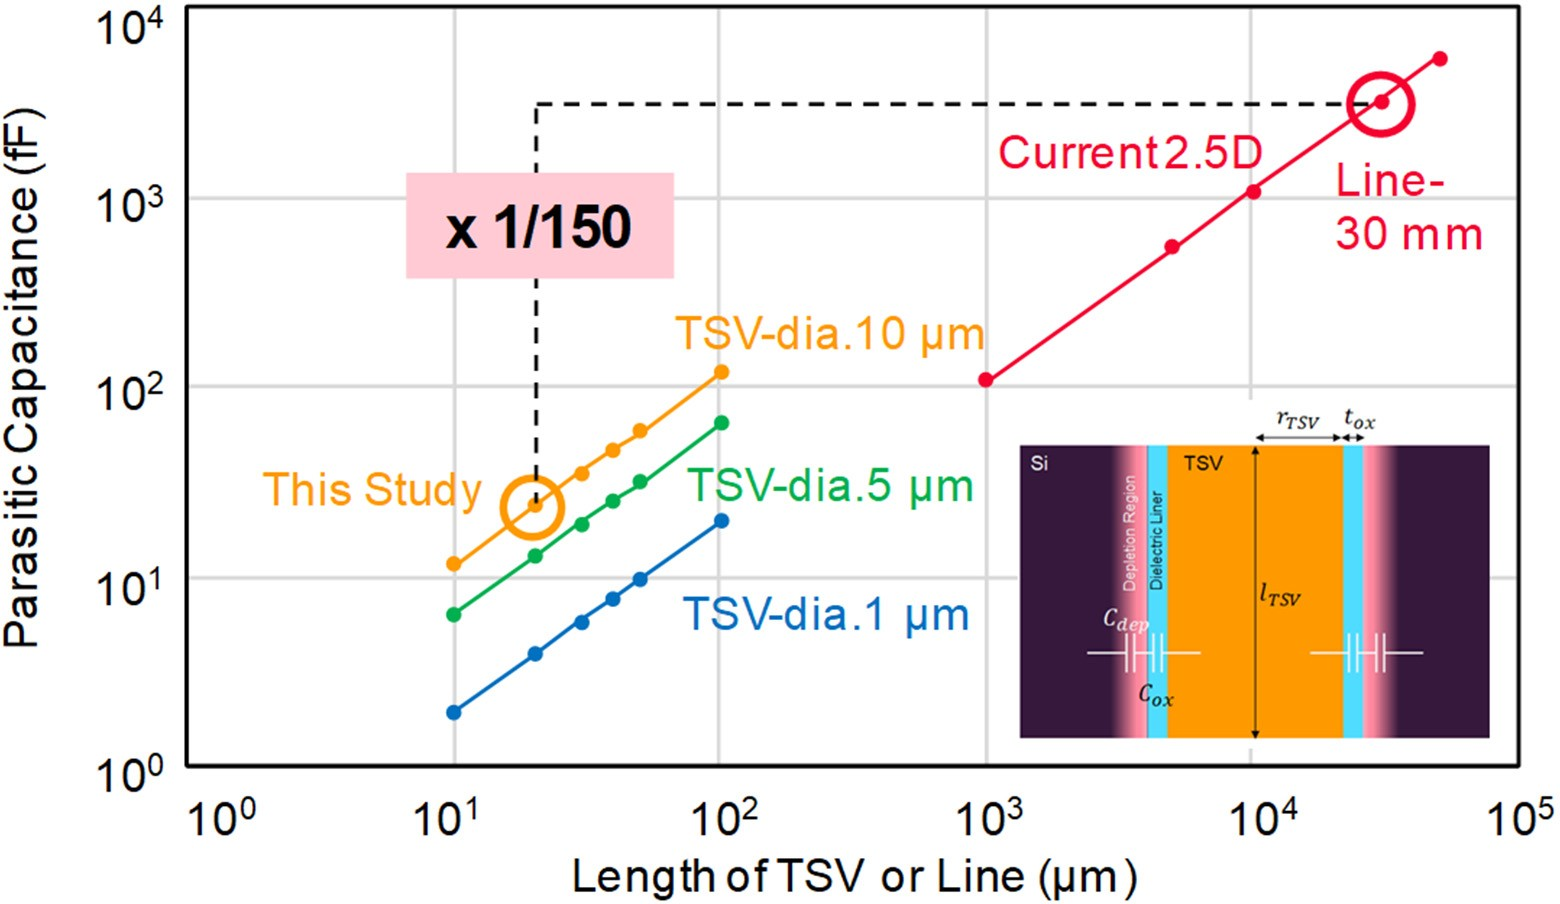 Parasitic Capacitance (fF)
10⁴
10³
10²
10¹
10⁰
x 1/150
Current 2.5D
Line-
30 mm
TSV-dia.10 µm
This Study
TSV-dia.5 µm
TSV-dia.1 µm
r_TSV t_ox
Si
TSV
Depletion Region
Dielectric Liner
l_TSV
C_dep
C_ox
10⁰ 10¹ 10² 10³ 10⁴ 10⁵
Length of TSV or Line (µm)